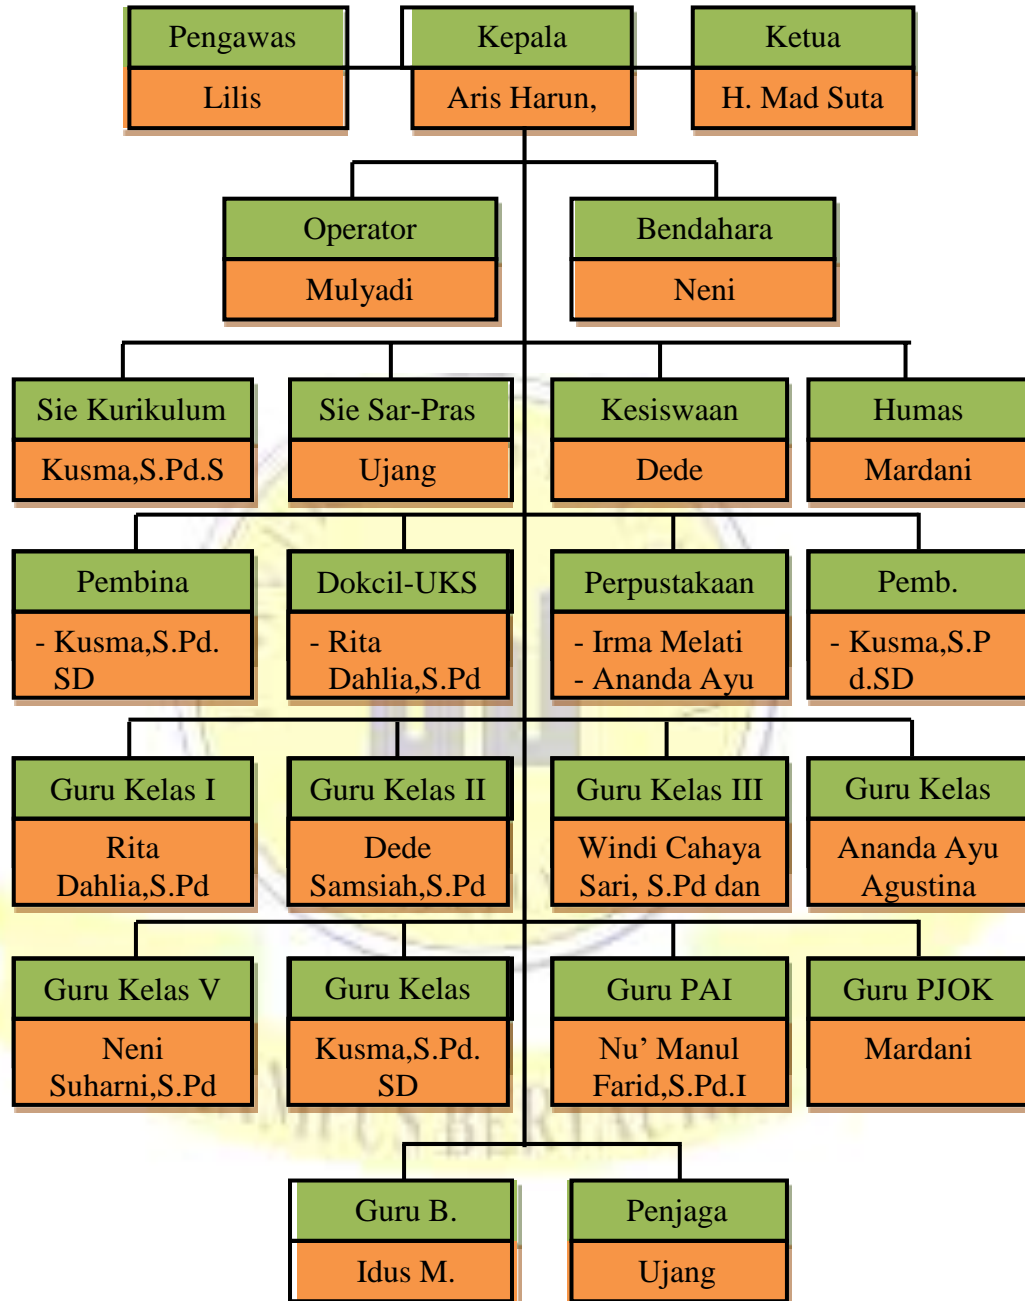 Pengawas
Lilis
Kepala
Aris Harun,
Ketua
H. Mad Suta
Operator
Mulyadi
Bendahara
Neni
Sie Kurikulum
Kusma,S.Pd.S
Sie Sar-Pras
Ujang
Kesiswaan
Dede
Humas
Mardani
Pembina
- Kusma,S.Pd.
SD
Dokcil-UKS
- Rita
Dahlia,S.Pd
Perpustakaan
- Irma Melati
- Ananda Ayu
Pemb.
- Kusma,S.P
d.SD
Guru Kelas I
Rita
Dahlia,S.Pd
Guru Kelas II
Dede
Samsiah,S.Pd
Guru Kelas III
Windi Cahaya
Sari, S.Pd dan
Guru Kelas
Ananda Ayu
Agustina
Guru Kelas V
Neni
Suharni,S.Pd
Guru Kelas
Kusma,S.Pd.
SD
Guru PAI
Nu’ Manul
Farid,S.Pd.I
Guru PJOK
Mardani
Guru B.
Idus M.
Penjaga
Ujang